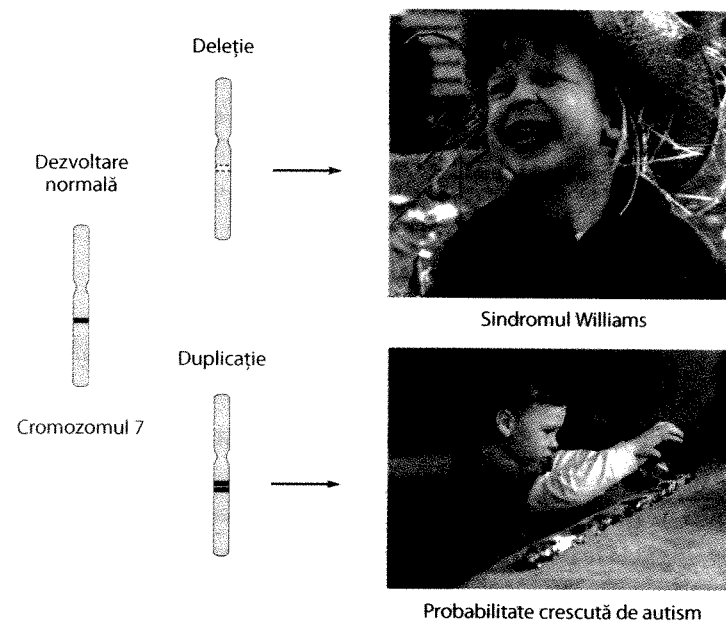 Deleție
Dezvoltare
normală
Sindromul Williams
Duplicație
Cromozomul 7
Probabilitate crescută de autism